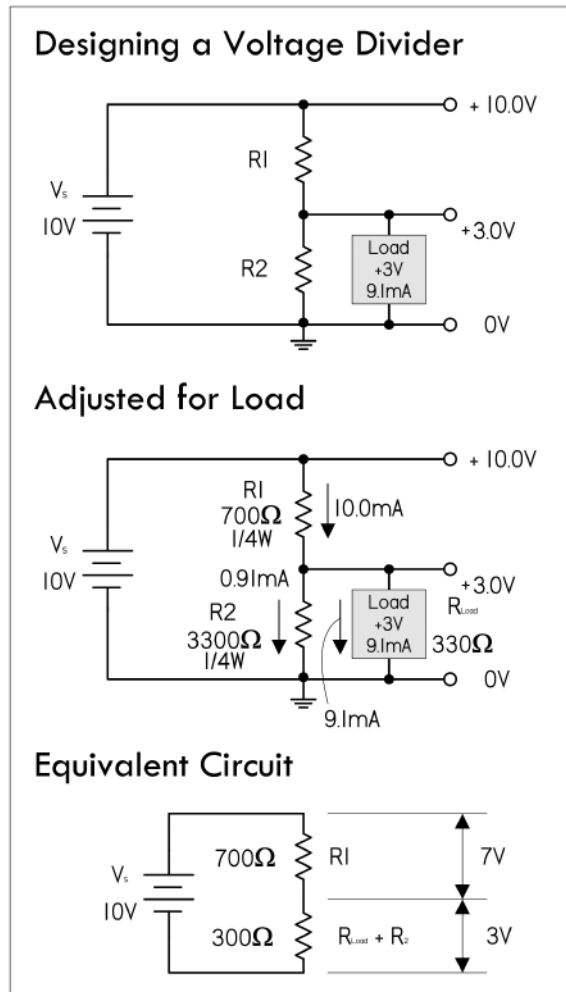 Designing a Voltage Divider
+ 10.0V
R1
Vs
10V
+3.0V
Load
+3V
9.1mA
R2
0V
Adjusted for Load
+ 10.0V
R1
700Ω
1/4W
10.0mA
Vs
10V
0.91mA
+3.0V
R2
3300Ω
1/4W
Load
+3V
9.1mA
RLoad
330Ω
0V
9.1mA
Equivalent Circuit
700Ω
R1
7V
Vs
10V
300Ω
RLoad + R2
3V